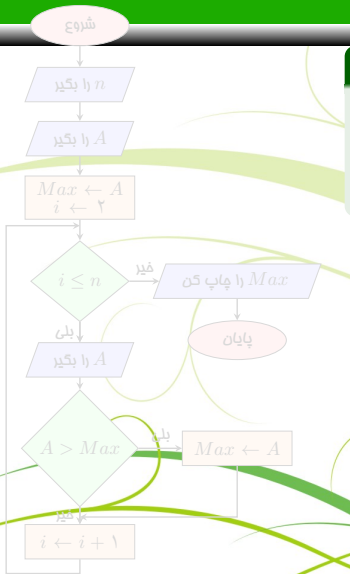 شروع
n را بگیر
A را بگیر
Max ← A
i ← ۲
i ≤ n
خیر
Max را چاپ کن
بلی
پایان
A را بگیر
A > Max
بلی
Max ← A
خیر
i ← i + ۱